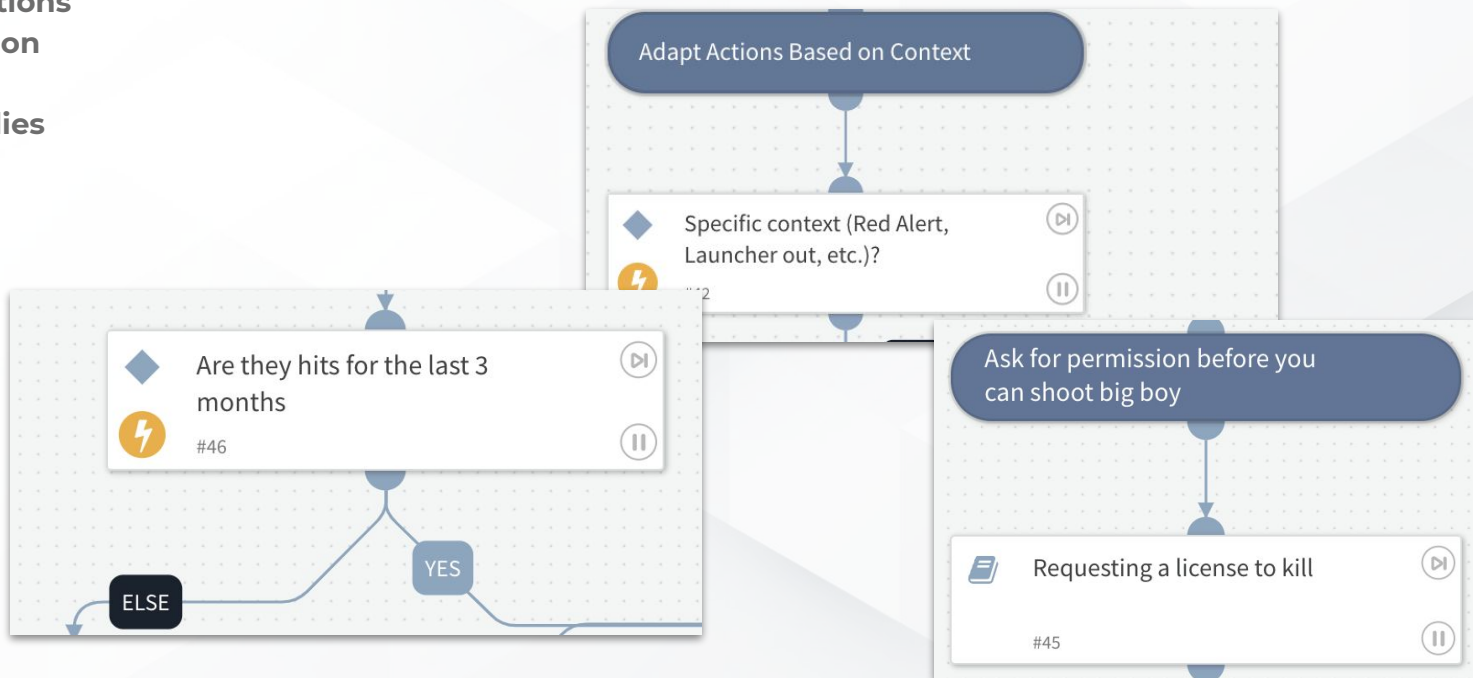 on
Adapt Actions Based on Context
Specific context (Red Alert,
Launcher out, etc.)?
Are they hits for the last 3
months
#46
YES
ELSE
Ask for permission before you
can shoot big boy
Requesting a license to kill
#45